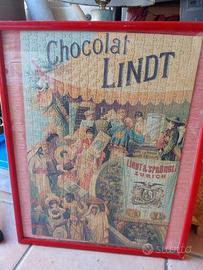 Chocolat
LINDT
LINDT & SPRÜNGLI
ZURICH
subito